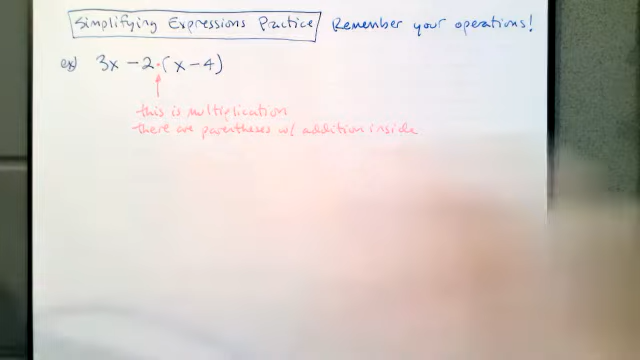 Simplifying Expressions Practice Remember your operations!
ex) 3x - 2 · (x - 4)
this is multiplication
there are parentheses w/ addition inside